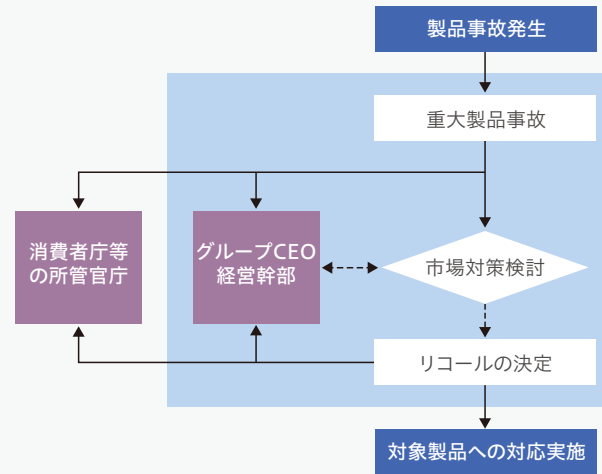 製品事故発生
重大製品事故
消費者庁等
の所管官庁
グループCEO
経営幹部
市場対策検討
リコールの決定
対象製品への対応実施